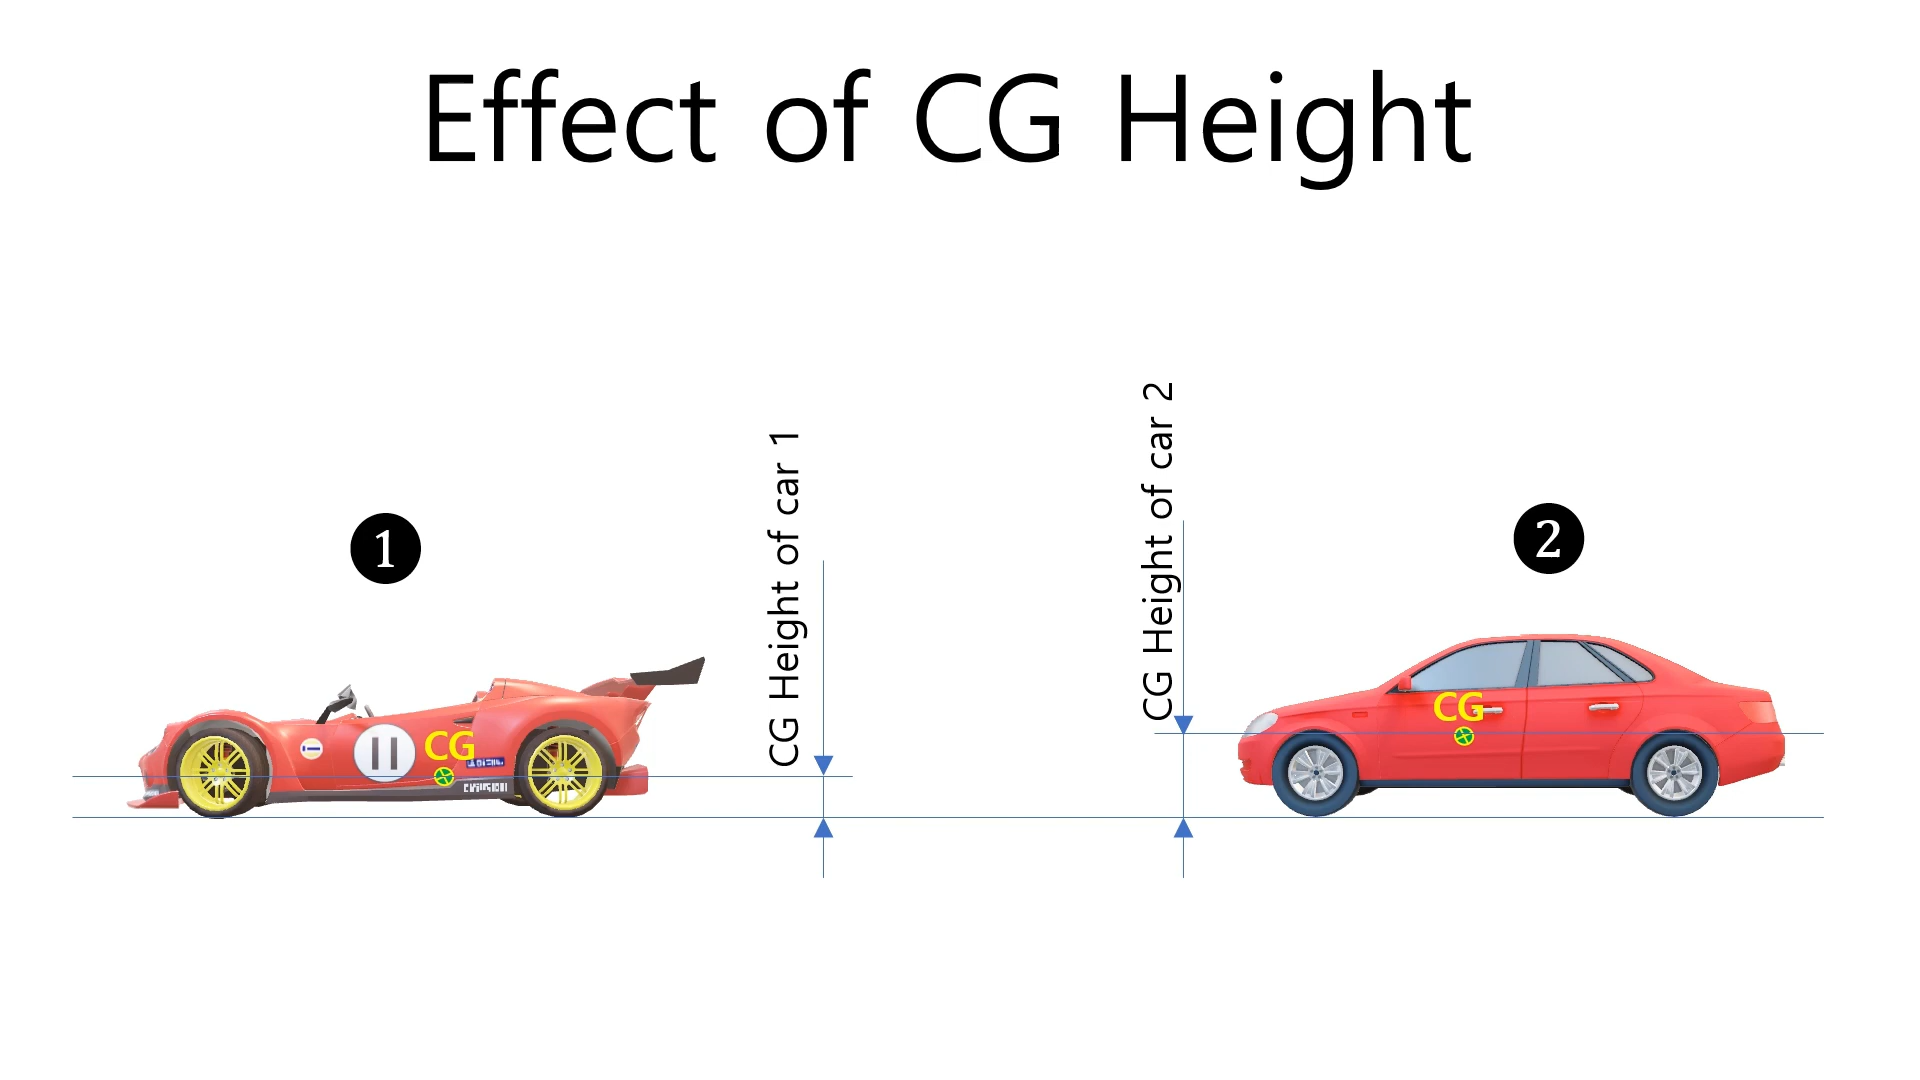 Effect of CG Height
CG Height of car 1
CG Height of car 2
1
2
11
CG
CG